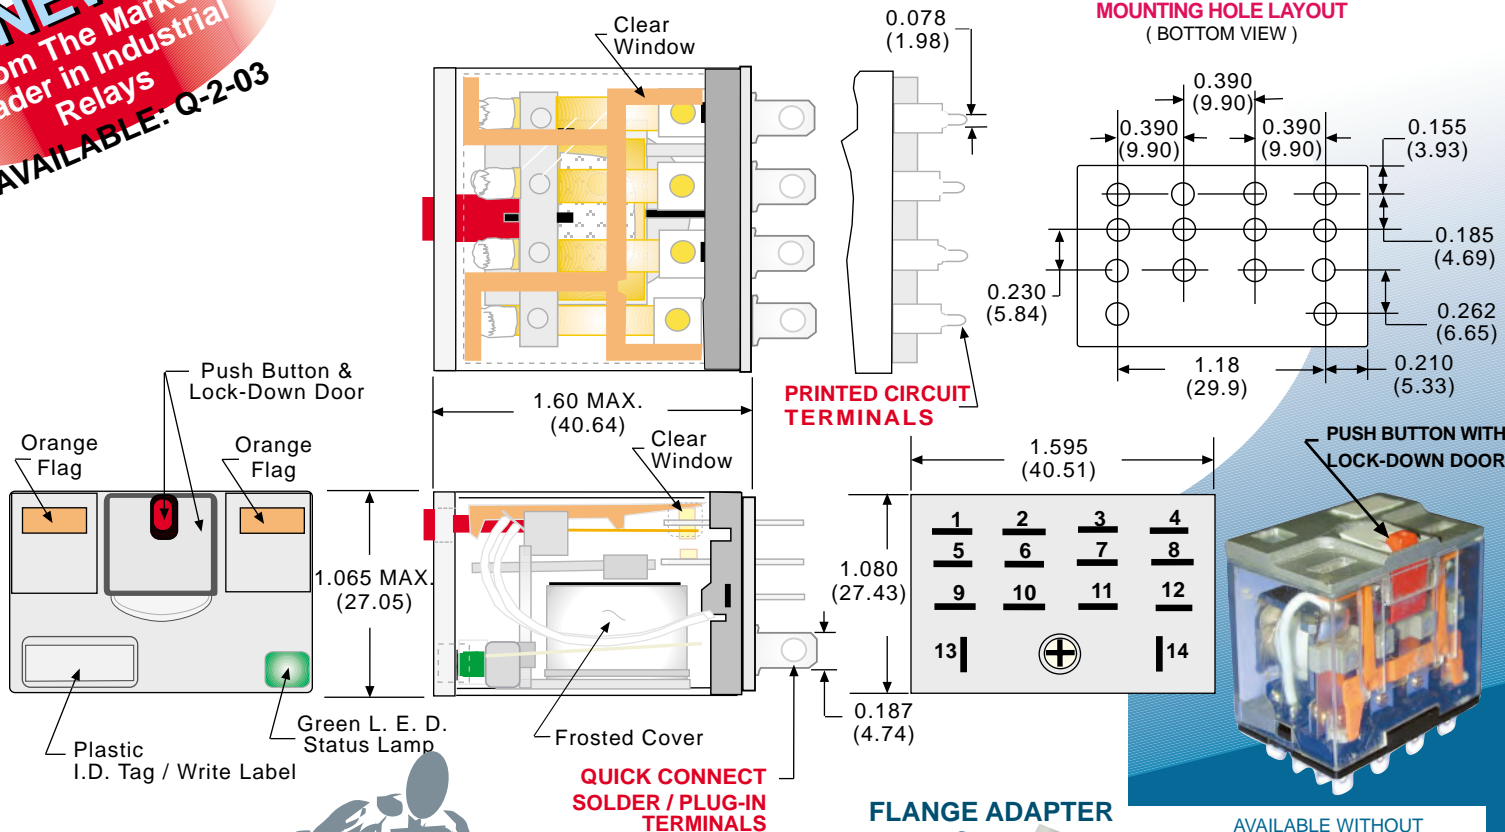 NEW
From The Market
Leader in Industrial
Relays
AVAILABLE: Q-2-03
Clear
Window
0.078
(1.98)
MOUNTING HOLE LAYOUT
( BOTTOM VIEW )
0.390
(9.90)
0.390
(9.90)
0.390
(9.90)
0.155
(3.93)
0.185
(4.69)
0.230
(5.84)
0.262
(6.65)
1.18
(29.9)
0.210
(5.33)
PRINTED CIRCUIT
TERMINALS
Push Button &
Lock-Down Door
Orange
Flag
Orange
Flag
1.60 MAX.
(40.64)
Clear
Window
1.065 MAX.
(27.05)
Plastic
I.D. Tag / Write Label
Green L. E. D.
Status Lamp
Frosted Cover
QUICK CONNECT
SOLDER / PLUG-IN
TERMINALS
0.187
(4.74)
1.595
(40.51)
1.080
(27.43)
1 2 3 4
5 6 7 8
9 10 11 12
13 14
PUSH BUTTON WITH
LOCK-DOWN DOOR
FLANGE ADAPTER
AVAILABLE WITHOUT